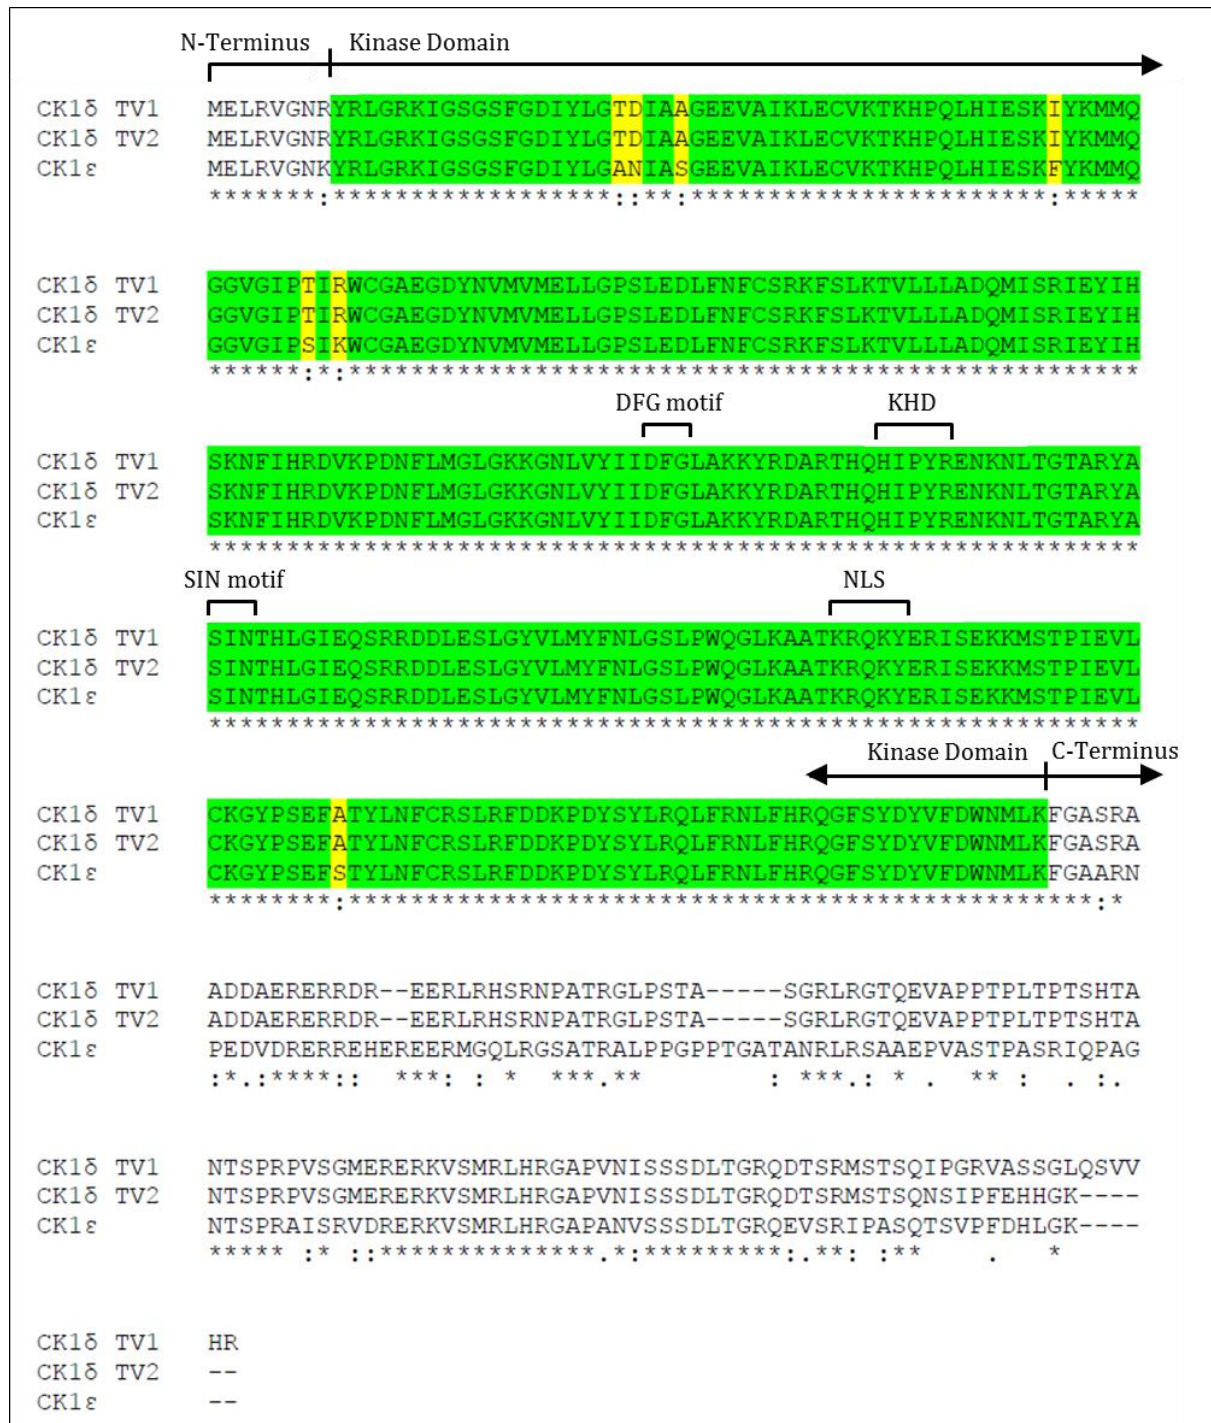 N-Terminus Kinase Domain
CK1δ TV1 MELRVGNRYRLGRKIGSGSFGDIYLGTDIAAGEEVAIKLECVKTKHPQLHIESKIYKMMQ
CK1δ TV2 MELRVGNRYRLGRKIGSGSFGDIYLGTDIAAGEEVAIKLECVKTKHPQLHIESKIYKMMQ
CK1ε MELRVGNKYRLGRKIGSGSFGDIYLGANIASGEEVAIKLECVKTKHPQLHIESKFYKMMQ
*******:******************::**:***********************:*****
CK1δ TV1 GGVGIPTIRWCGAEGDYNVMVMELLGPSLEDLFNFCSRKFSLKTVLLLADQMISRIEYIH
CK1δ TV2 GGVGIPTIRWCGAEGDYNVMVMELLGPSLEDLFNFCSRKFSLKTVLLLADQMISRIEYIH
CK1ε GGVGIPSIKWCGAEGDYNVMVMELLGPSLEDLFNFCSRKFSLKTVLLLADQMISRIEYIH
******:*:***************************************************
DFG motif KHD
CK1δ TV1 SKNFIHRDVKPDNFLMGLGKKGNLVYIIDFGLAKKYRDARTHQHIPYRENKNLTGTARYA
CK1δ TV2 SKNFIHRDVKPDNFLMGLGKKGNLVYIIDFGLAKKYRDARTHQHIPYRENKNLTGTARYA
CK1ε SKNFIHRDVKPDNFLMGLGKKGNLVYIIDFGLAKKYRDARTHQHIPYRENKNLTGTARYA
************************************************************
SIN motif NLS
CK1δ TV1 SINTHLGIEQSRRDDLESLGYVLMYFNLGSLPWQGLKAATKRQKYERISEKKMSTPIEVL
CK1δ TV2 SINTHLGIEQSRRDDLESLGYVLMYFNLGSLPWQGLKAATKRQKYERISEKKMSTPIEVL
CK1ε SINTHLGIEQSRRDDLESLGYVLMYFNLGSLPWQGLKAATKRQKYERISEKKMSTPIEVL
************************************************************
Kinase Domain C-Terminus
CK1δ TV1 CKGYPSEFATYLNFCRSLRFDDKPDYSYLRQLFRNLFHRQGFSYDYVFDWNMLKFGASRA
CK1δ TV2 CKGYPSEFATYLNFCRSLRFDDKPDYSYLRQLFRNLFHRQGFSYDYVFDWNMLKFGASRA
CK1ε CKGYPSEFSTYLNFCRSLRFDDKPDYSYLRQLFRNLFHRQGFSYDYVFDWNMLKFGAARN
********:************************************************:*
CK1δ TV1 ADDAERERRDR--EERLRHSRNPATRGLPSTA-----SGRLRGTQEVAPPTPLTPTSHTA
CK1δ TV2 ADDAERERRDR--EERLRHSRNPATRGLPSTA-----SGRLRGTQEVAPPTPLTPTSHTA
CK1ε PEDVDRERREHEREERMGQLRGSATRALPPGPPTGATANRLRSAAEPVASTPASRIQPAG
:*.:****::  ***: : *  ***.**        : ***.: * .  ** :  . :.
NTSPRPVSGMERERKVSMRLHRGAPVNISSSDLTGRQDTSRMSTSQIPGRVASSGLQSVV
CK1δ TV1
CK1δ TV2 NTSPRPVSGMERERKVSMRLHRGAPVNISSSDLTGRQDTSRMSTSQNSIPFEHHGK----
CK1ε NTSPRAISRVDRERKVSMRLHRGAPANVSSSDLTGRQEVSRIPASQTSVPFDHLGK----
***** :* ::**************.*:*********:.**: :**    .   *
CK1δ TV1 HR
CK1δ TV2 --
CK1ε --